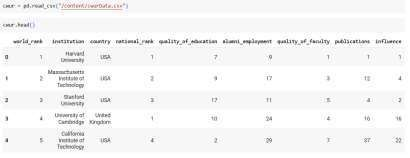 cwur = pd.read_csv("/content/cwurData.csv")
cwur.head()
world_rank institution country national_rank quality_of_education alumni_employment quality_of_faculty publications influence
0 1 Harvard University USA 1 7 9 1 1 1
1 2 Massachusetts Institute of Technology USA 2 9 17 3 12 4
2 3 Stanford University USA 3 17 11 5 4 2
3 4 University of Cambridge United Kingdom 1 10 24 4 16 16
4 5 California Institute of Technology USA 4 2 29 7 37 22